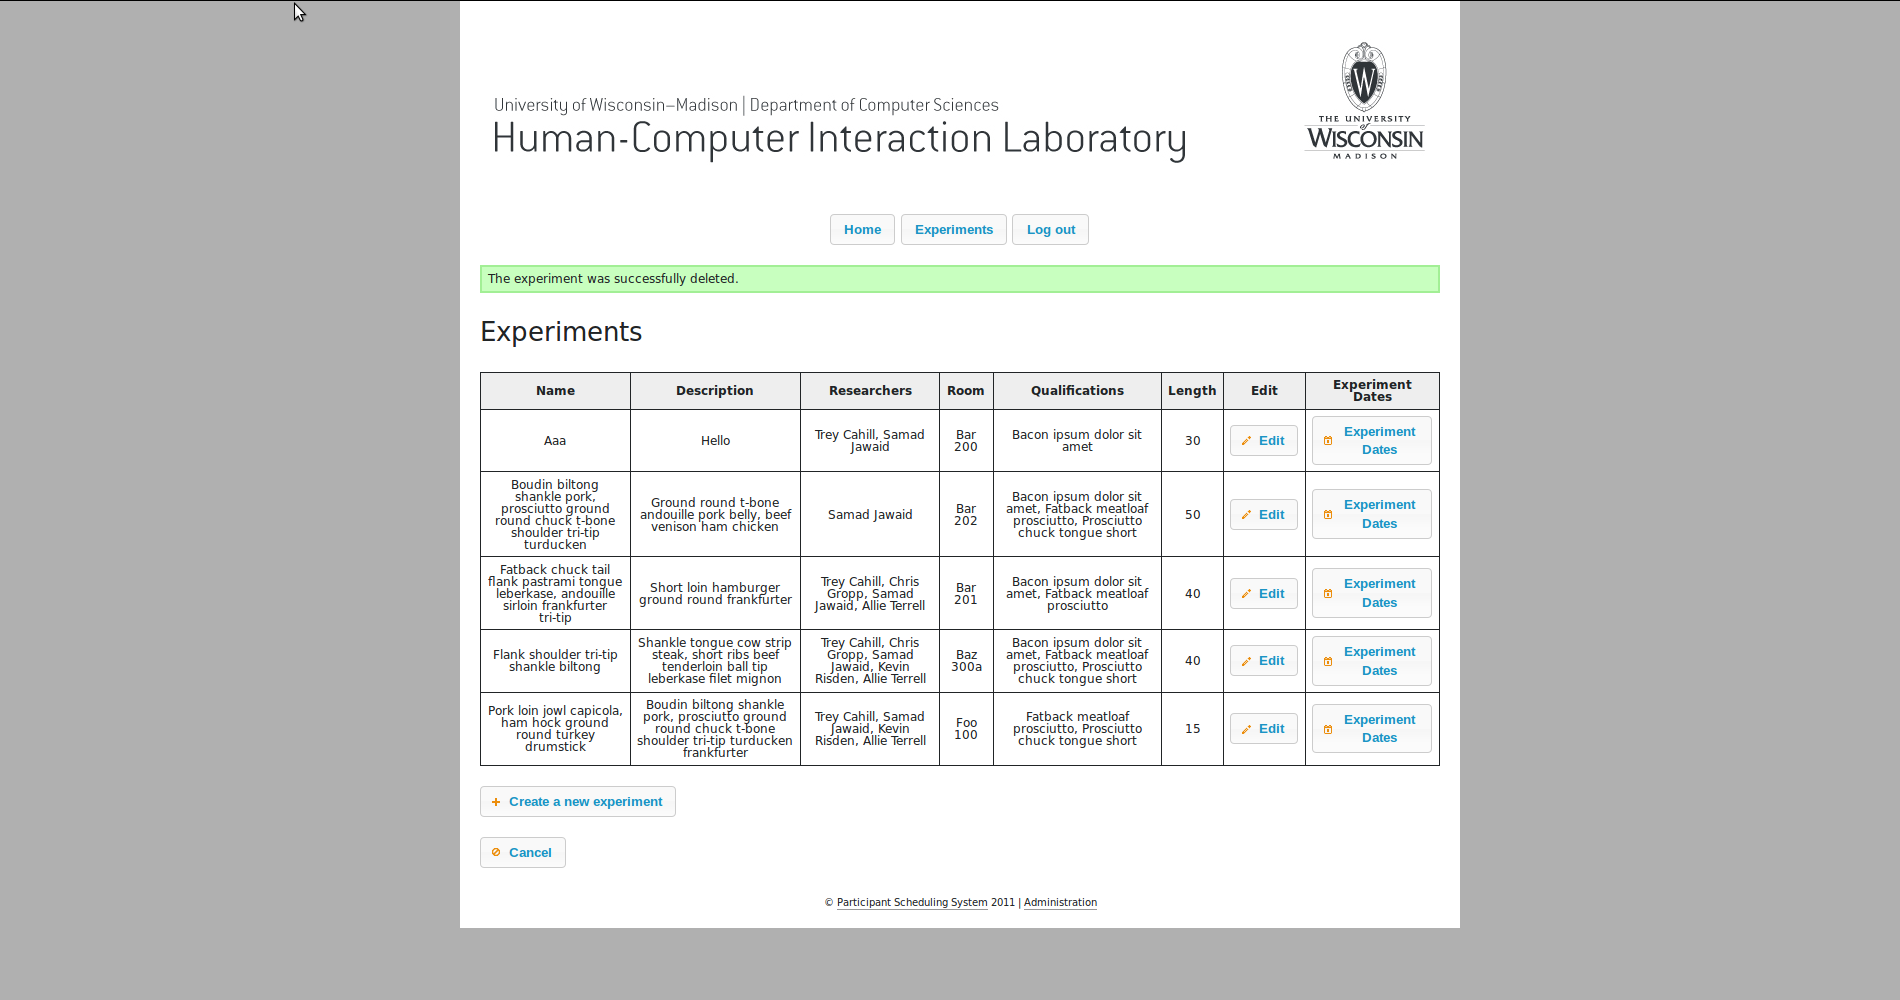 University of Wisconsin–Madison | Department of Computer Sciences
Human-Computer Interaction Laboratory
W
THE UNIVERSITY
of
WISCONSIN
MADISON
Home Experiments Log out
The experiment was successfully deleted.
Experiments
Name Description Researchers Room Qualifications Length Edit Experiment
Dates
Aaa
Hello
Trey Cahill, Samad
Jawaid
Bar
200
Bacon ipsum dolor sit
amet
30
Edit
Experiment
Dates
Boudin biltong
shankle pork,
prosciutto ground
round chuck t-bone
shoulder tri-tip
turducken
Ground round t-bone
andouille pork belly, beef
venison ham chicken
Samad Jawaid
Bar
202
Bacon ipsum dolor sit
amet, Fatback meatloaf
prosciutto, Prosciutto
chuck tongue short
50
Edit
Experiment
Dates
Fatback chuck tail
flank pastrami tongue
leberkase, andouille
sirloin frankfurter
tri-tip
Short loin hamburger
ground round frankfurter
Trey Cahill, Chris
Gropp, Samad
Jawaid, Allie Terrell
Bar
201
Bacon ipsum dolor sit
amet, Fatback meatloaf
prosciutto
40
Edit
Experiment
Dates
Flank shoulder tri-tip
shankle biltong
Shankle tongue cow strip
steak, short ribs beef
tenderloin ball tip
leberkase filet mignon
Trey Cahill, Chris
Gropp, Samad
Jawaid, Kevin
Risden, Allie Terrell
Baz
300a
Bacon ipsum dolor sit
amet, Fatback meatloaf
prosciutto, Prosciutto
chuck tongue short
40
Edit
Experiment
Dates
Pork loin jowl capicola,
ham hock ground
round turkey
drumstick
Boudin biltong shankle
pork, prosciutto ground
round chuck t-bone
shoulder tri-tip turducken
frankfurter
Trey Cahill, Samad
Jawaid, Kevin
Risden, Allie Terrell
Foo
100
Fatback meatloaf
prosciutto, Prosciutto
chuck tongue short
15
Edit
Experiment
Dates
Create a new experiment
Cancel
© Participant Scheduling System 2011 | Administration